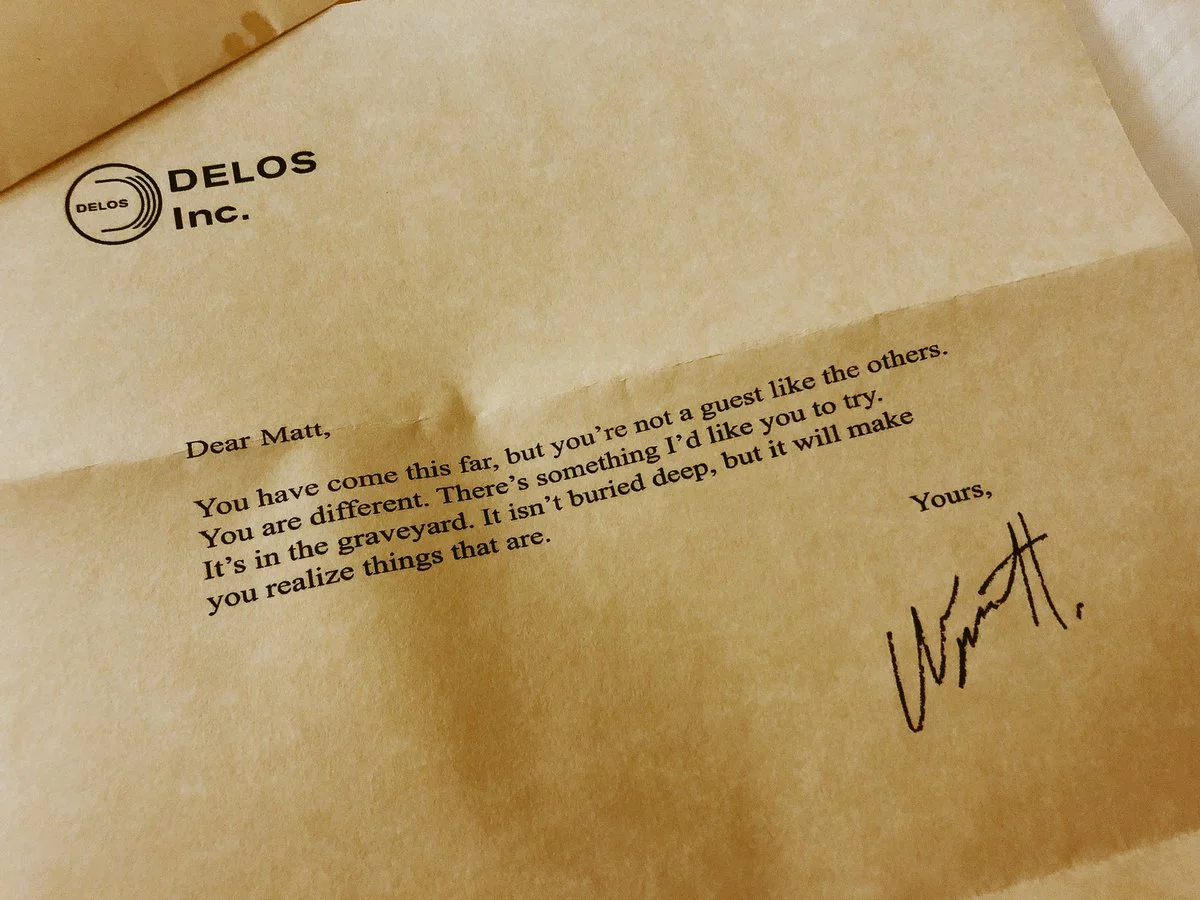 DELOS
DELOS
Inc.
Dear Matt,
You have come this far, but you’re not a guest like the others.
You are different. There’s something I’d like you to try.
It’s in the graveyard. It isn’t buried deep, but it will make
you realize things that are.
Yours,
Wyatt.